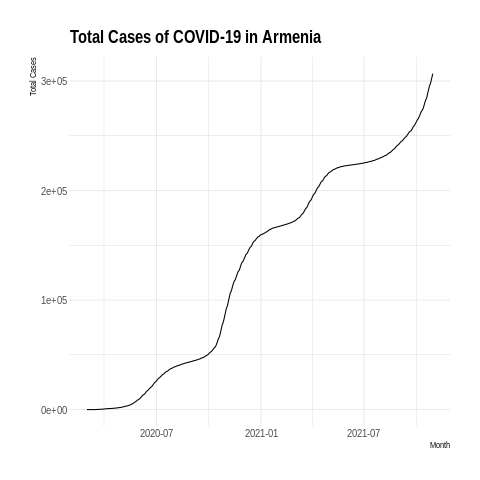 Total Cases of COVID-19 in Armenia
Total Cases
3e+05
2e+05
1e+05
0e+00
2020-07 2021-01 2021-07
Month